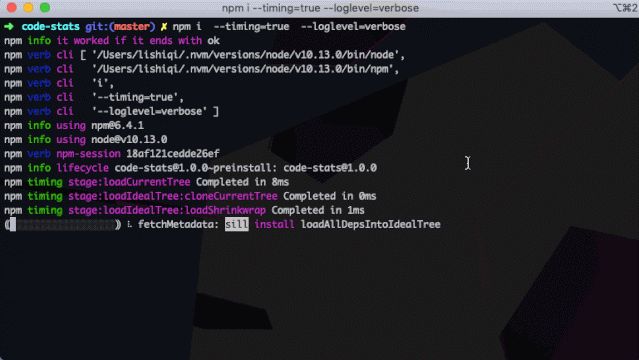 npm i --timing=true --loglevel=verbose
⌥⌘2
➜ code-stats git:(master) ✗ npm i --timing=true --loglevel=verbose
npm info it worked if it ends with ok
npm verb cli [ '/Users/lishiqi/.nvm/versions/node/v10.13.0/bin/node',
npm verb cli '/Users/lishiqi/.nvm/versions/node/v10.13.0/bin/npm',
npm verb cli 'i',
npm verb cli '--timing=true',
npm verb cli '--loglevel=verbose' ]
npm info using npm@6.4.1
npm info using node@v10.13.0
npm verb npm-session 18af121cedde26ef
npm info lifecycle code-stats@1.0.0~preinstall: code-stats@1.0.0
npm timing stage:loadCurrentTree Completed in 8ms
npm timing stage:loadIdealTree:cloneCurrentTree Completed in 0ms
npm timing stage:loadIdealTree:loadShrinkwrap Completed in 1ms
(░░░░░░░░░░░░░░░░░░) ⠧ fetchMetadata: sill install loadAllDepsIntoIdealTree